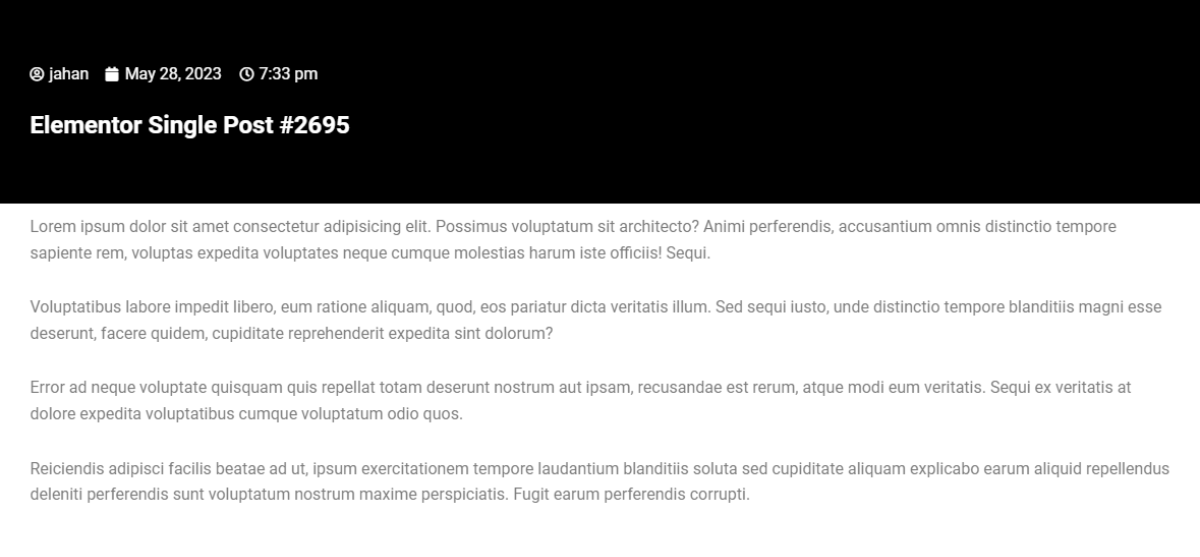 jahan May 28, 2023 7:33 pm
Elementor Single Post #2695
Lorem ipsum dolor sit amet consectetur adipisicing elit. Possimus voluptatum sit architecto? Animi perferendis, accusantium omnis distinctio tempore
sapiente rem, voluptas expedita voluptates neque cumque molestias harum iste officiis! Sequi.
Voluptatibus labore impedit libero, eum ratione aliquam, quod, eos pariatur dicta veritatis illum. Sed sequi iusto, unde distinctio tempore blanditiis magni esse
deserunt, facere quidem, cupiditate reprehenderit expedita sint dolorum?
Error ad neque voluptate quisquam quis repellat totam deserunt nostrum aut ipsam, recusandae est rerum, atque modi eum veritatis. Sequi ex veritatis at
dolore expedita voluptatibus cumque voluptatum odio quos.
Reiciendis adipisci facilis beatae ad ut, ipsum exercitationem tempore laudantium blanditiis soluta sed cupiditate aliquam explicabo earum aliquid repellendus
deleniti perferendis sunt voluptatum nostrum maxime perspiciatis. Fugit earum perferendis corrupti.